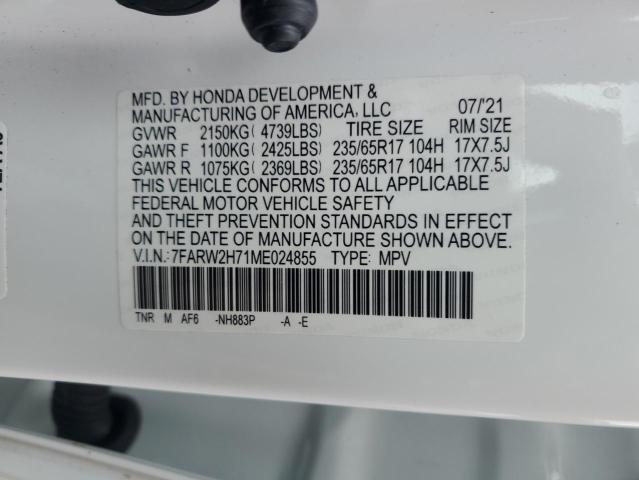 MFD. BY HONDA DEVELOPMENT &
MANUFACTURING OF AMERICA, LLC 07/'21
GVWR 2150KG( 4739LBS) TIRE SIZE RIM SIZE
GAWR F 1100KG( 2425LBS) 235/65R17 104H 17X7.5J
GAWR R 1075KG( 2369LBS) 235/65R17 104H 17X7.5J
THIS VEHICLE CONFORMS TO ALL APPLICABLE
FEDERAL MOTOR VEHICLE SAFETY
AND THEFT PREVENTION STANDARDS IN EFFECT
ON THE DATE OF MANUFACTURE SHOWN ABOVE.
V.I.N.:7FARW2H71ME024855 TYPE: MPV
TNR M AF6 -NH883P -A -E